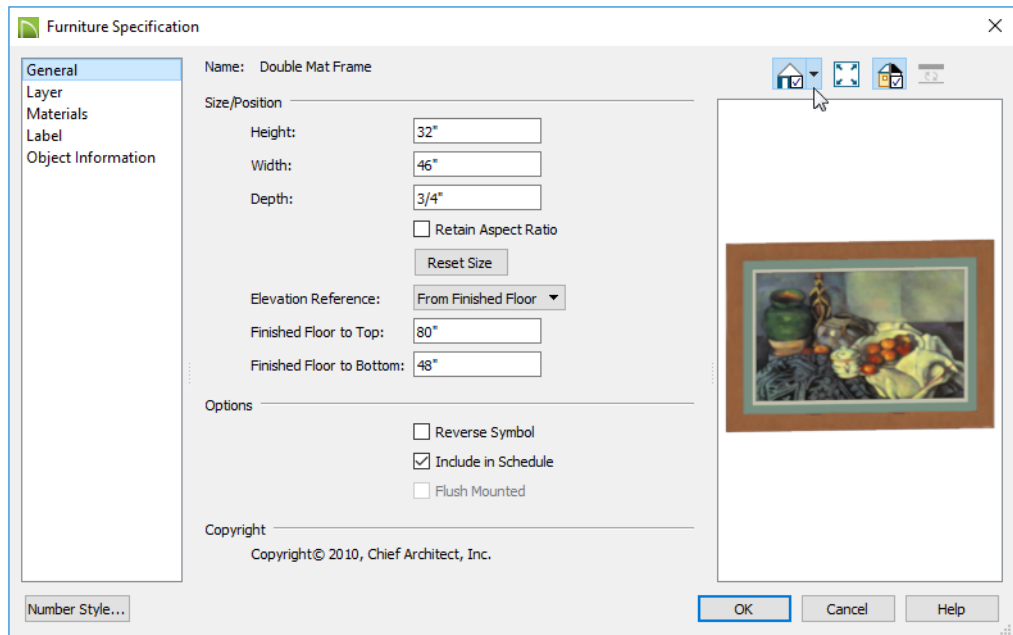 Furniture Specification
General
Layer
Materials
Label
Object Information
Name: Double Mat Frame
Size/Position
Height: 32"
Width: 46"
Depth: 3/4"
Retain Aspect Ratio
Reset Size
Elevation Reference: From Finished Floor
Finished Floor to Top: 80"
Finished Floor to Bottom: 48"
Options
Reverse Symbol
Include in Schedule
Flush Mounted
Copyright
Copyright© 2010, Chief Architect, Inc.
Number Style... OK Cancel Help